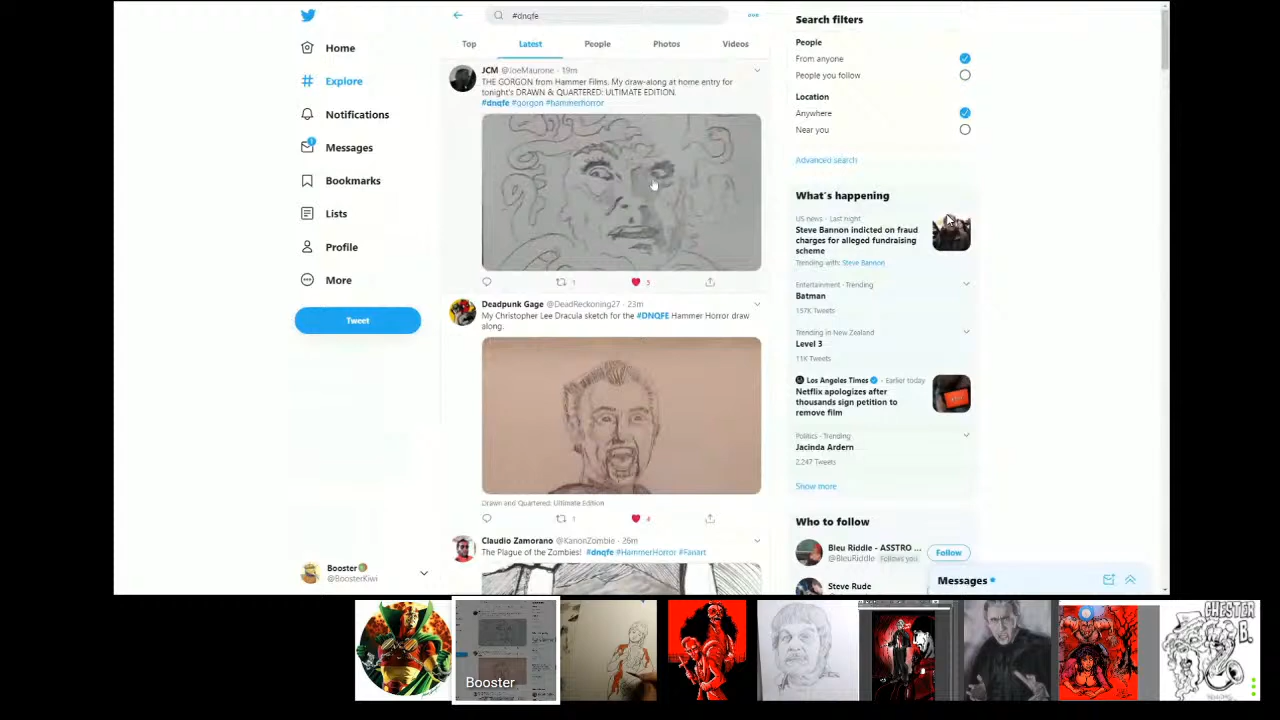 #dnqfe
Home
Explore
Notifications
Messages
Bookmarks
Lists
Profile
More
Tweet
Booster
@BoosterKiwi
Top
Latest
People
Photos
Videos
JCM @JoeMaurone · 19m
THE GORGON from Hammer Films. My draw-along at home entry for
tonight's DRAWN & QUARTERED: ULTIMATE EDITION.
#dnqfe #gorgon #hammerhorror
1
3
Deadpunk Gage @DeadReckoning27 · 23m
My Christopher Lee Dracula sketch for the #DNQFE Hammer Horror draw
along.
Drawn and Quartered: Ultimate Edition
1
4
Claudio Zamorano @KanonZombie · 26m
The Plague of the Zombies! #dnqfe #HammerHorror #Fanart
Search filters
People
From anyone
People you follow
Location
Anywhere
Near you
Advanced search
What's happening
US news · Last night
Steve Bannon indicted on fraud
charges for alleged fundraising
scheme
Trending with: Steve Bannon
Entertainment · Trending
Batman
157K Tweets
Trending in New Zealand
Level 3
11K Tweets
Los Angeles Times · Earlier today
Netflix apologizes after
thousands sign petition to
remove film
Politics · Trending
Jacinda Ardern
2,247 Tweets
Show more
Who to follow
Bleu Riddle - ASSTRO ...
@BleuRiddle Follows you
Follow
Steve Rude
Messages
Booster
CHESTER
B.